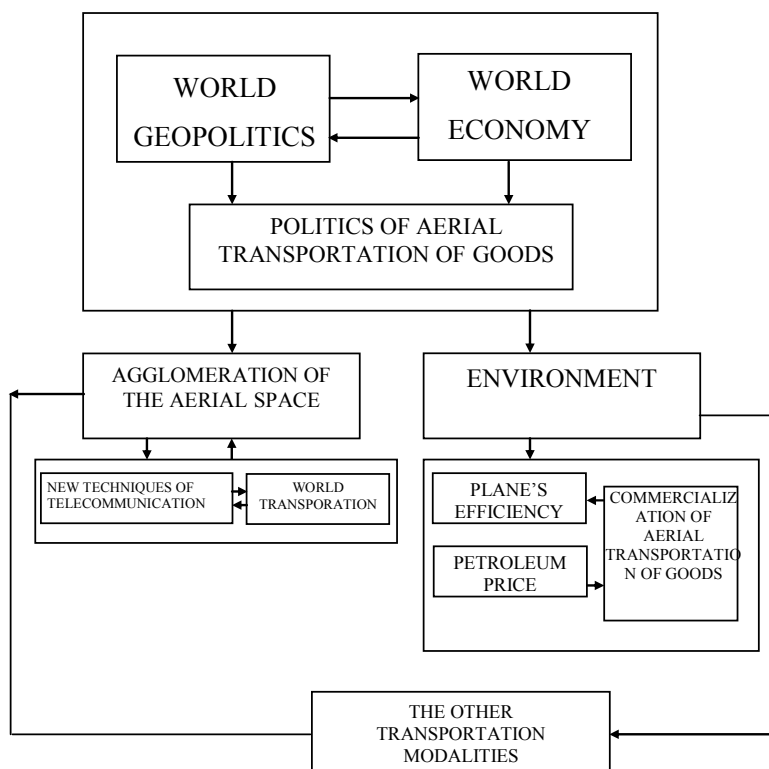 WORLD
GEOPOLITICS
WORLD
ECONOMY
POLITICS OF AERIAL
TRANSPORTATION OF GOODS
AGGLOMERATION OF
THE AERIAL SPACE
ENVIRONMENT
NEW TECHNIQUES OF
TELECOMMUNICATION
WORLD
TRANSPORATION
PLANE'S
EFFICIENCY
PETROLEUM
PRICE
COMMERCIALIZ
ATION OF
AERIAL
TRANSPORTATIO
N OF GOODS
THE OTHER
TRANSPORTATION
MODALITIES